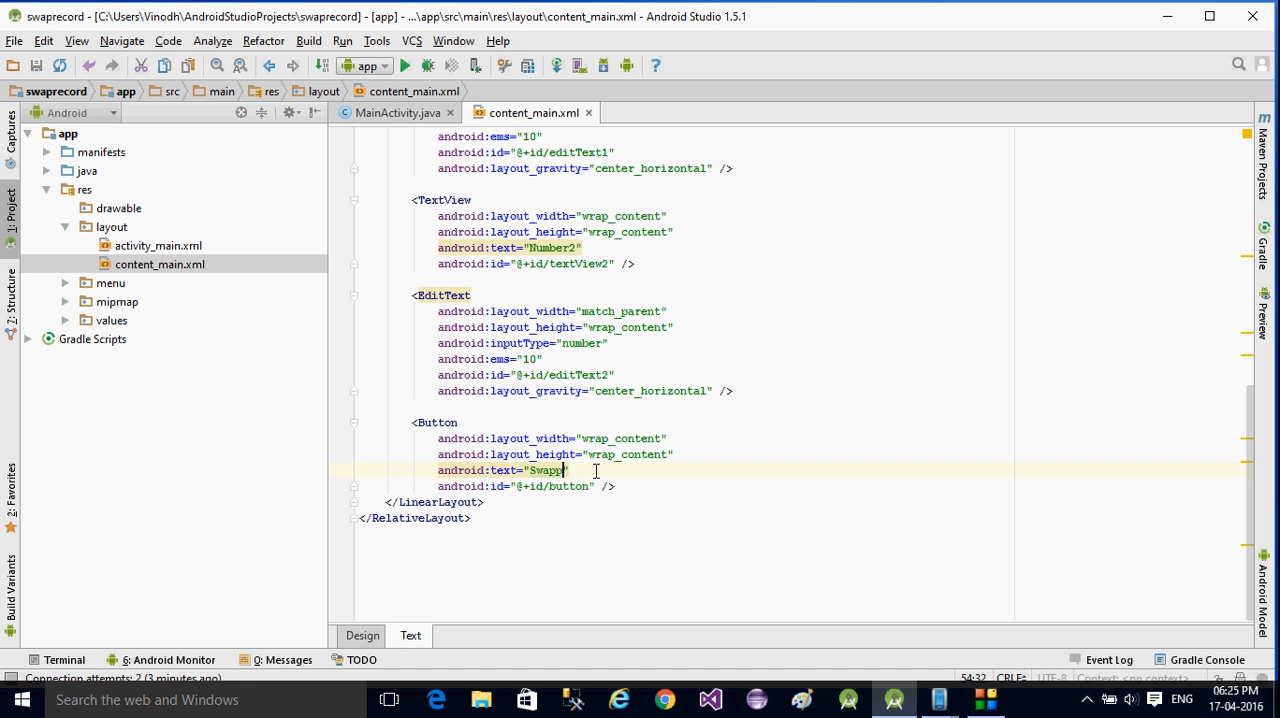 swaprecord - [C:\Users\Vinodh\AndroidStudioProjects\swaprecord] - [app] - ...\app\src\main\res\layout\content_main.xml - Android Studio 1.5.1
File Edit View Navigate Code Analyze Refactor Build Run Tools VCS Window Help
app
swaprecord app src main res layout content_main.xml
Android MainActivity.java content_main.xml
app
manifests
java
res
drawable
layout
activity_main.xml
content_main.xml
menu
mipmap
values
Gradle Scripts
Captures
1: Project
7: Structure
2: Favorites
Build Variants
android:ems="10"
android:id="@+id/editText1"
android:layout_gravity="center_horizontal" />
<TextView
android:layout_width="wrap_content"
android:layout_height="wrap_content"
android:text="Number2"
android:id="@+id/textView2" />
<EditText
android:layout_width="match_parent"
android:layout_height="wrap_content"
android:inputType="number"
android:ems="10"
android:id="@+id/editText2"
android:layout_gravity="center_horizontal" />
<Button
android:layout_width="wrap_content"
android:layout_height="wrap_content"
android:text="Swapp"
android:id="@+id/button" />
</LinearLayout>
</RelativeLayout>
m Maven Projects
Gradle
Preview
Android Model
Design Text
Terminal 6: Android Monitor 0: Messages TODO Event Log Gradle Console
Connection attempts: 2 (3 minutes ago) 54:32 CRLF÷ UTF-8 Context: <no context>
Search the web and Windows
ENG
06:25 PM
17-04-2016